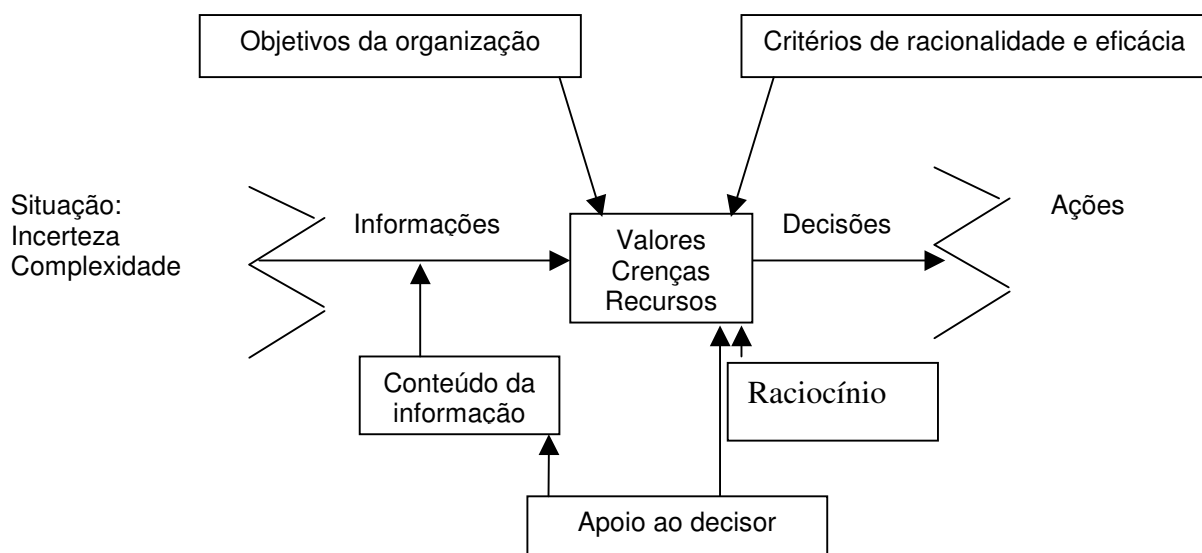 Objetivos da organização
Critérios de racionalidade e eficácia
Situação:
Incerteza
Complexidade
Informações
Valores
Crenças
Recursos
Decisões
Ações
Conteúdo da
informação
Raciocínio
Apoio ao decisor